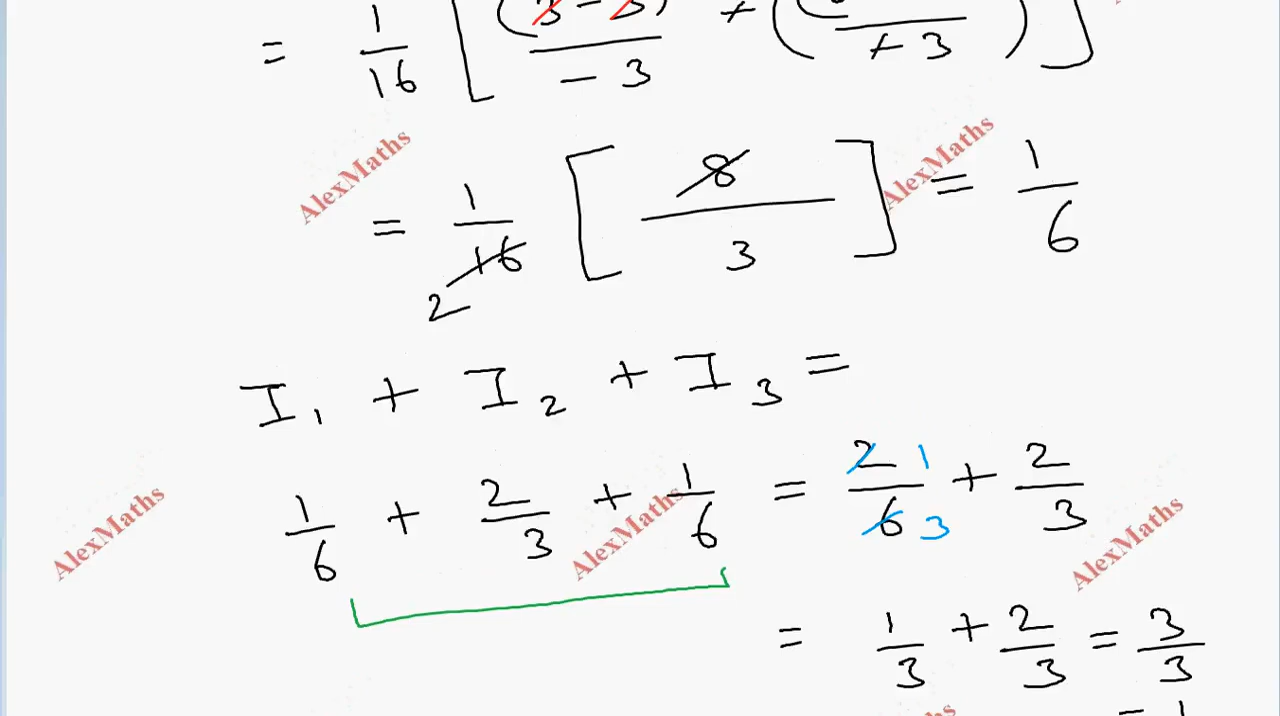 = 1/16 [ (3 - 3)/-3 + ( /+3 ) ]
= 1/16 [ 8/3 ] = 1/6
2
I1 + I2 + I3 =
1/6 + 2/3 + 1/6 = 2/6 1/3 + 2/3
= 1/3 + 2/3 = 3/3
= 1
AlexMaths
AlexMaths
AlexMaths
AlexMaths
AlexMaths